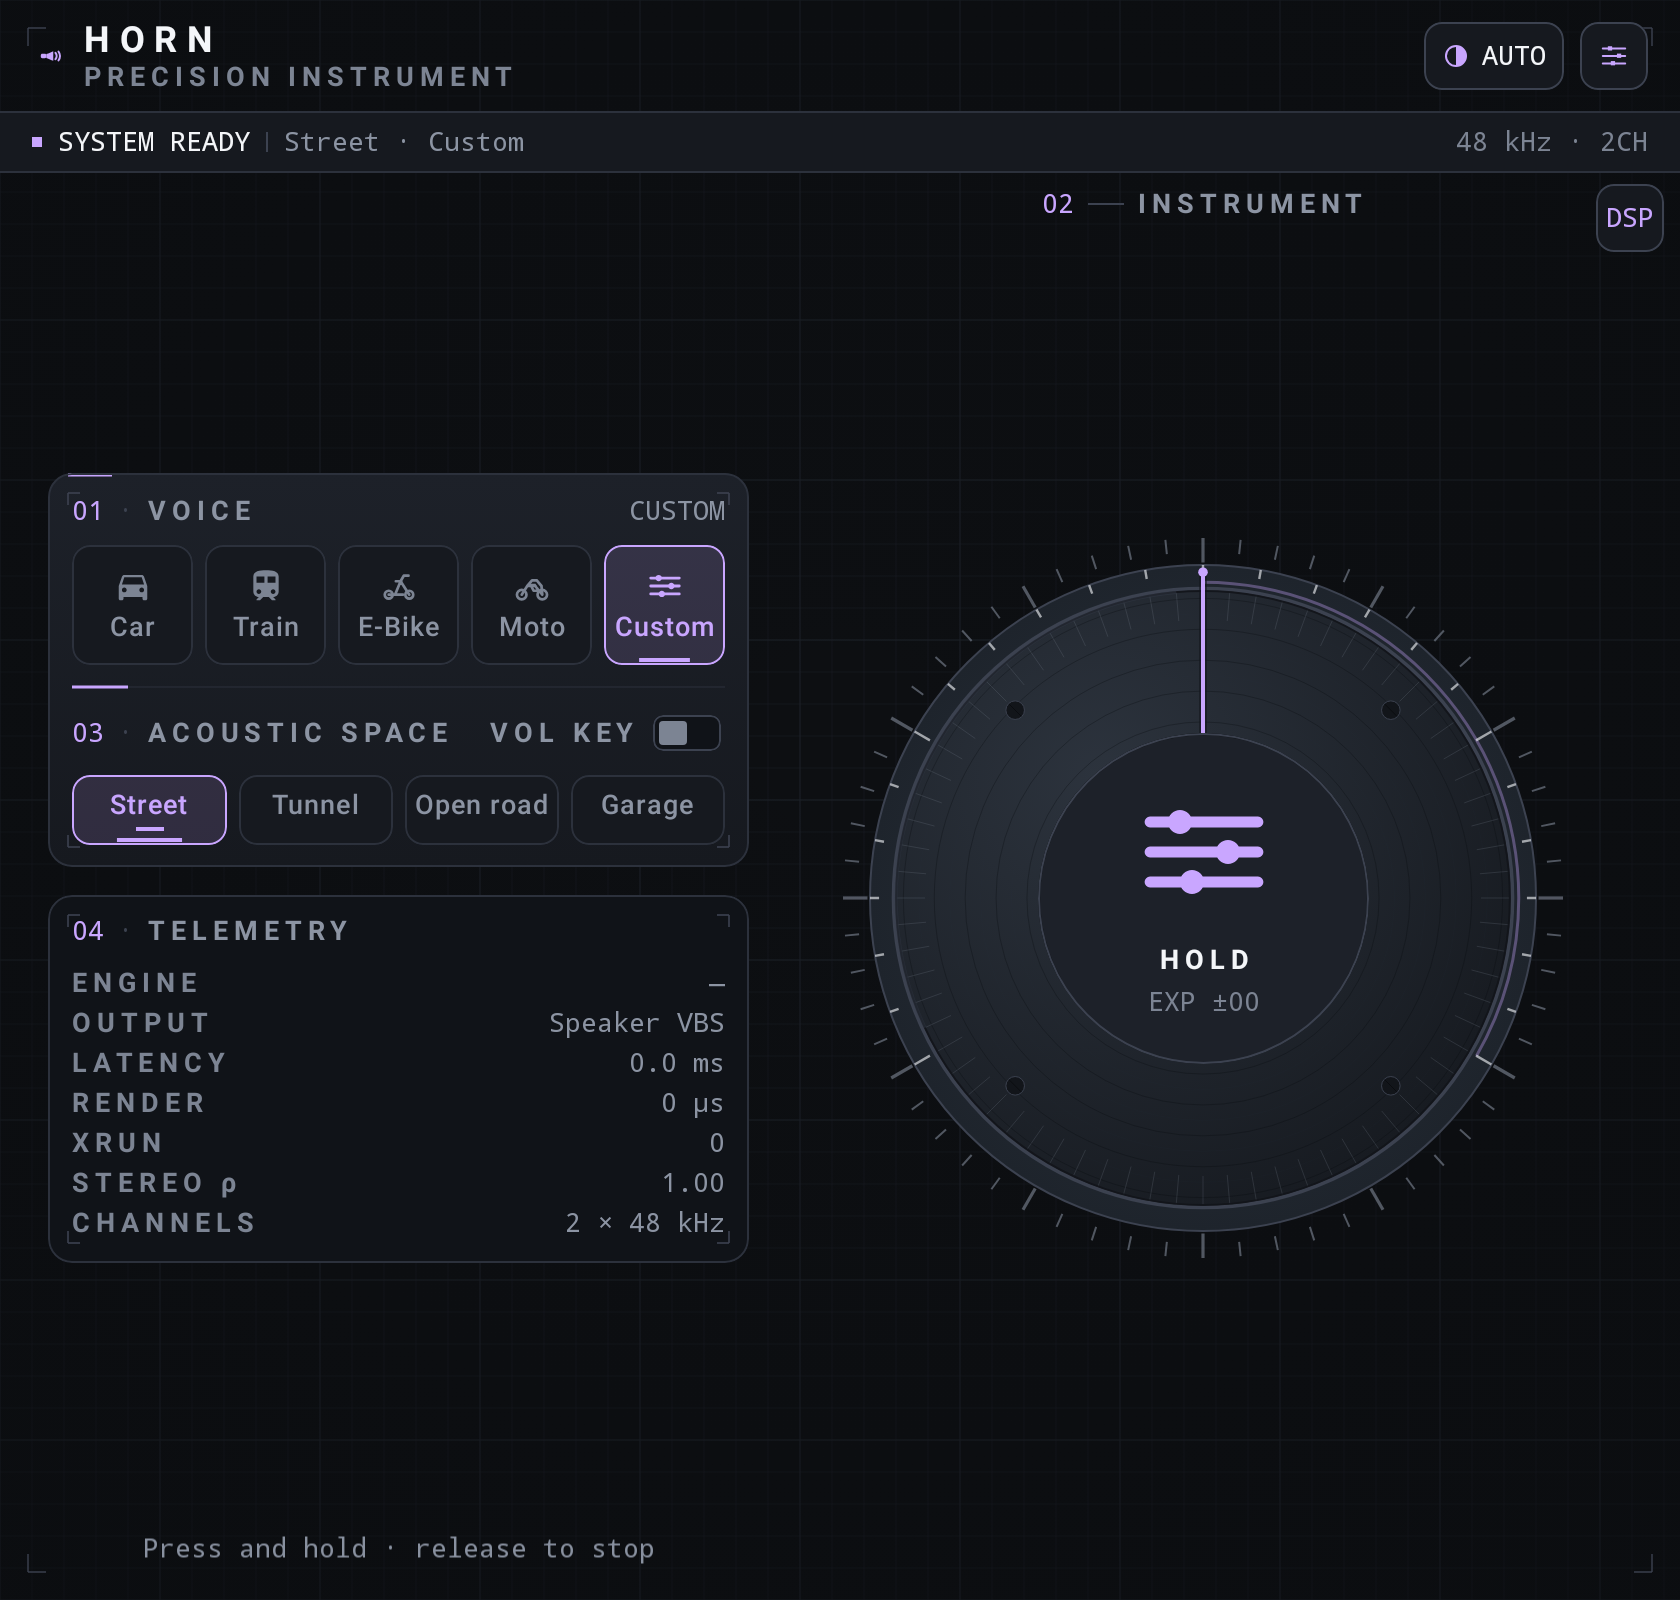 HORN
PRECISION INSTRUMENT
AUTO
SYSTEM READY
Street · Custom
48 kHz · 2CH
02 — INSTRUMENT
DSP
01 · VOICE
CUSTOM
Car
Train
E-Bike
Moto
Custom
03 · ACOUSTIC SPACE
VOL KEY
Street
Tunnel
Open road
Garage
04 · TELEMETRY
ENGINE —
OUTPUT Speaker VBS
LATENCY 0.0 ms
RENDER 0 µs
XRUN 0
STEREO ρ 1.00
CHANNELS 2 × 48 kHz
HOLD
EXP ±00
Press and hold · release to stop